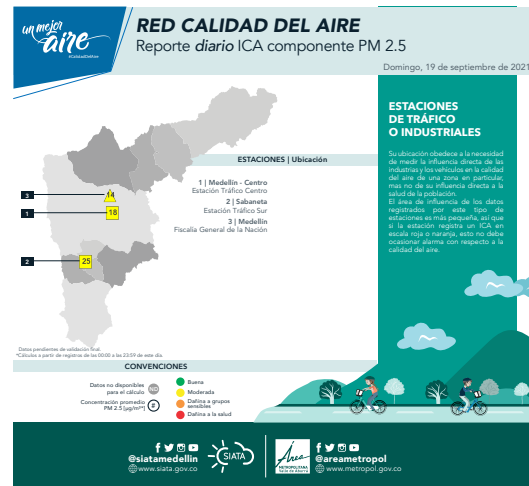 un mejor
aire
#CalidadDelAire
RED CALIDAD DEL AIRE
Reporte diario ICA componente PM 2.5
Domingo, 19 de septiembre de 2021
3
14
1
18
2
25
ESTACIONES | Ubicación
1 | Medellín - Centro
Estación Tráfico Centro
2 | Sabaneta
Estación Tráfico Sur
3 | Medellín
Fiscalía General de la Nación
ESTACIONES
DE TRÁFICO
O INDUSTRIALES
Su ubicación obedece a la necesidad
de medir la influencia directa de las
industrias y los vehículos en la calidad
del aire de una zona en particular,
mas no de su influencia directa a la
salud de la población.
El área de influencia de los datos
registrados por este tipo de
estaciones es más pequeña, así que
si la estación registra un ICA en
escala roja o naranja, esto no debe
ocasionar alarma con respecto a la
calidad del aire.
Datos pendientes de validación final.
*Cálculos a partir de registros de las 00:00 a las 23:59 de este día.
CONVENCIONES
Datos no disponibles
para el cálculo
ND
Concentración promedio
PM 2.5 [µg/m³*]
#
Buena
Moderada
Dañina a grupos
sensibles
Dañina a la salud
@siatamedellin
www.siata.gov.co
SIATA
Área
METROPOLITANA
Valle de Aburrá
@areametropol
www.metropol.gov.co